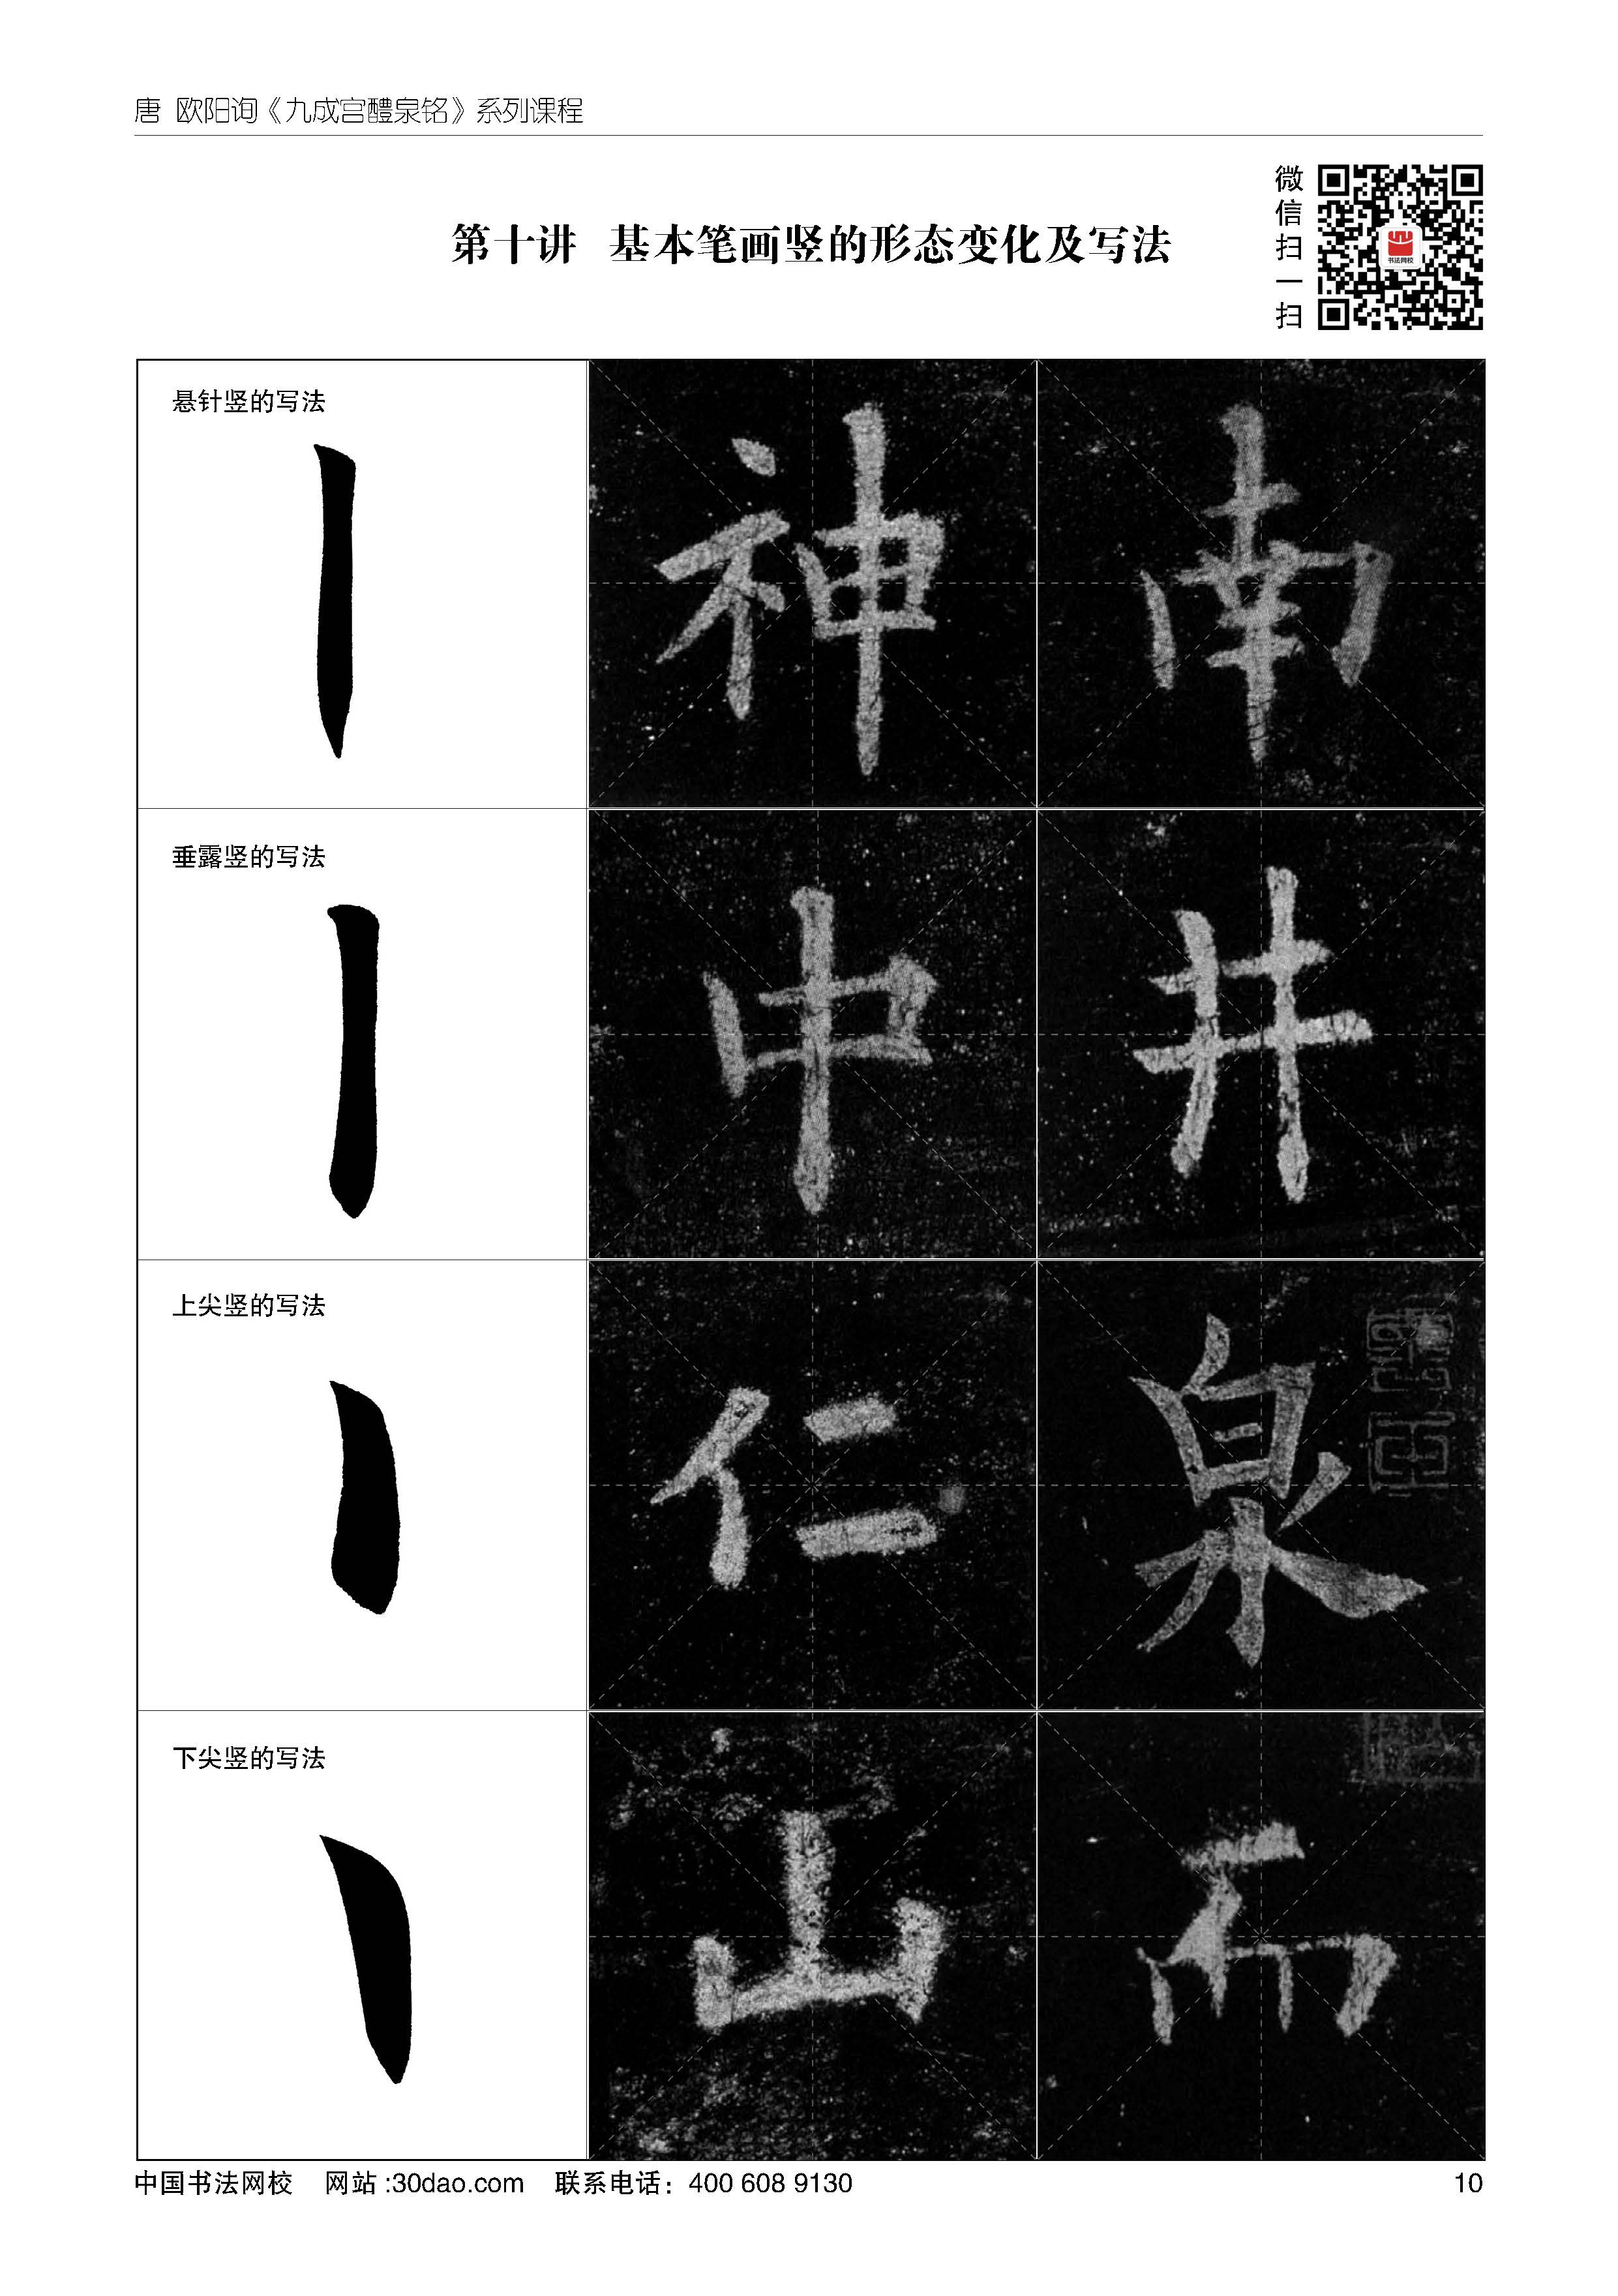 唐 欧阳询《九成宫醴泉铭》系列课程
第十讲 基本笔画竖的形态变化及写法
微信扫一扫
书法网校
悬针竖的写法
神 南
垂露竖的写法
中 井
上尖竖的写法
仁 泉
下尖竖的写法
山 而
中国书法网校 网站:30dao.com 联系电话：400 608 9130 10